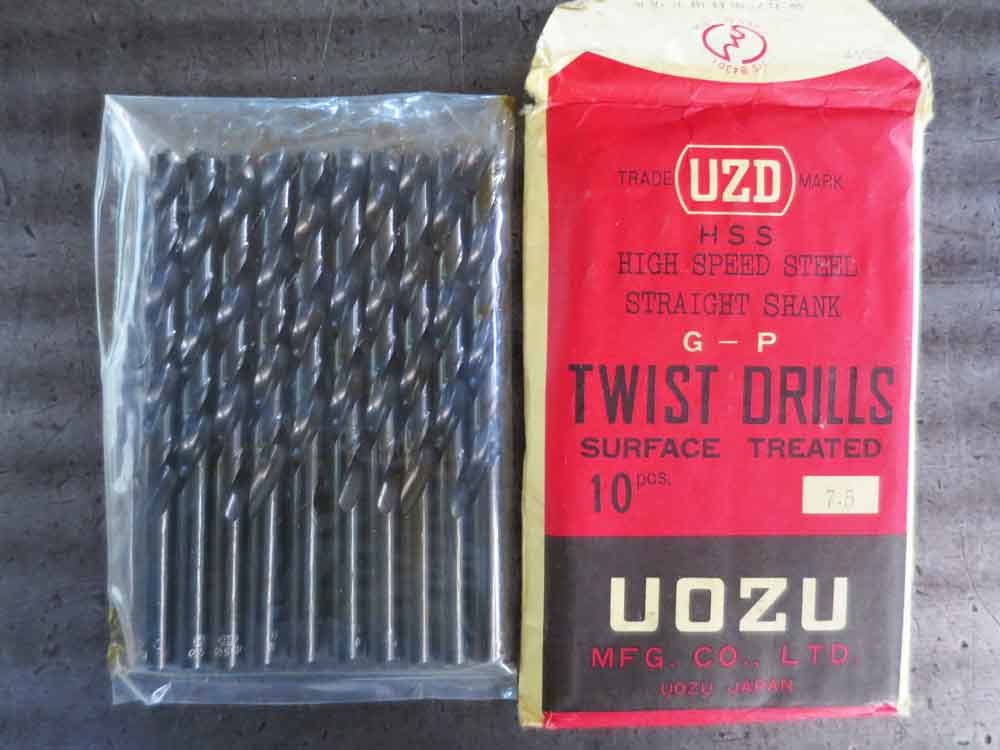 TRADE UZD MARK
HSS
HIGH SPEED STEEL
STRAIGHT SHANK
G-P
TWIST DRILLS
SURFACE TREATED
10 pcs.
7.5
UOZU
MFG. CO., LTD.
UOZU JAPAN